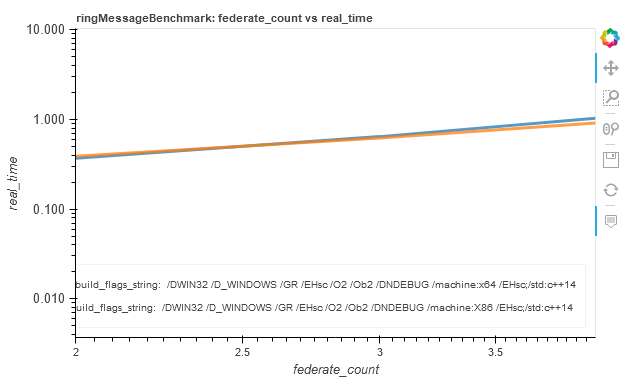 ringMessageBenchmark: federate_count vs real_time
10.000
1.000
0.100
0.010
real_time
build_flags_string: /DWIN32 /D_WINDOWS /GR /EHsc /O2 /Ob2 /DNDEBUG /machine:x64 /EHsc;/std:c++14
uild_flags_string: /DWIN32 /D_WINDOWS /GR /EHsc /O2 /Ob2 /DNDEBUG /machine:X86 /EHsc;/std:c++14
2 2.5 3 3.5
federate_count